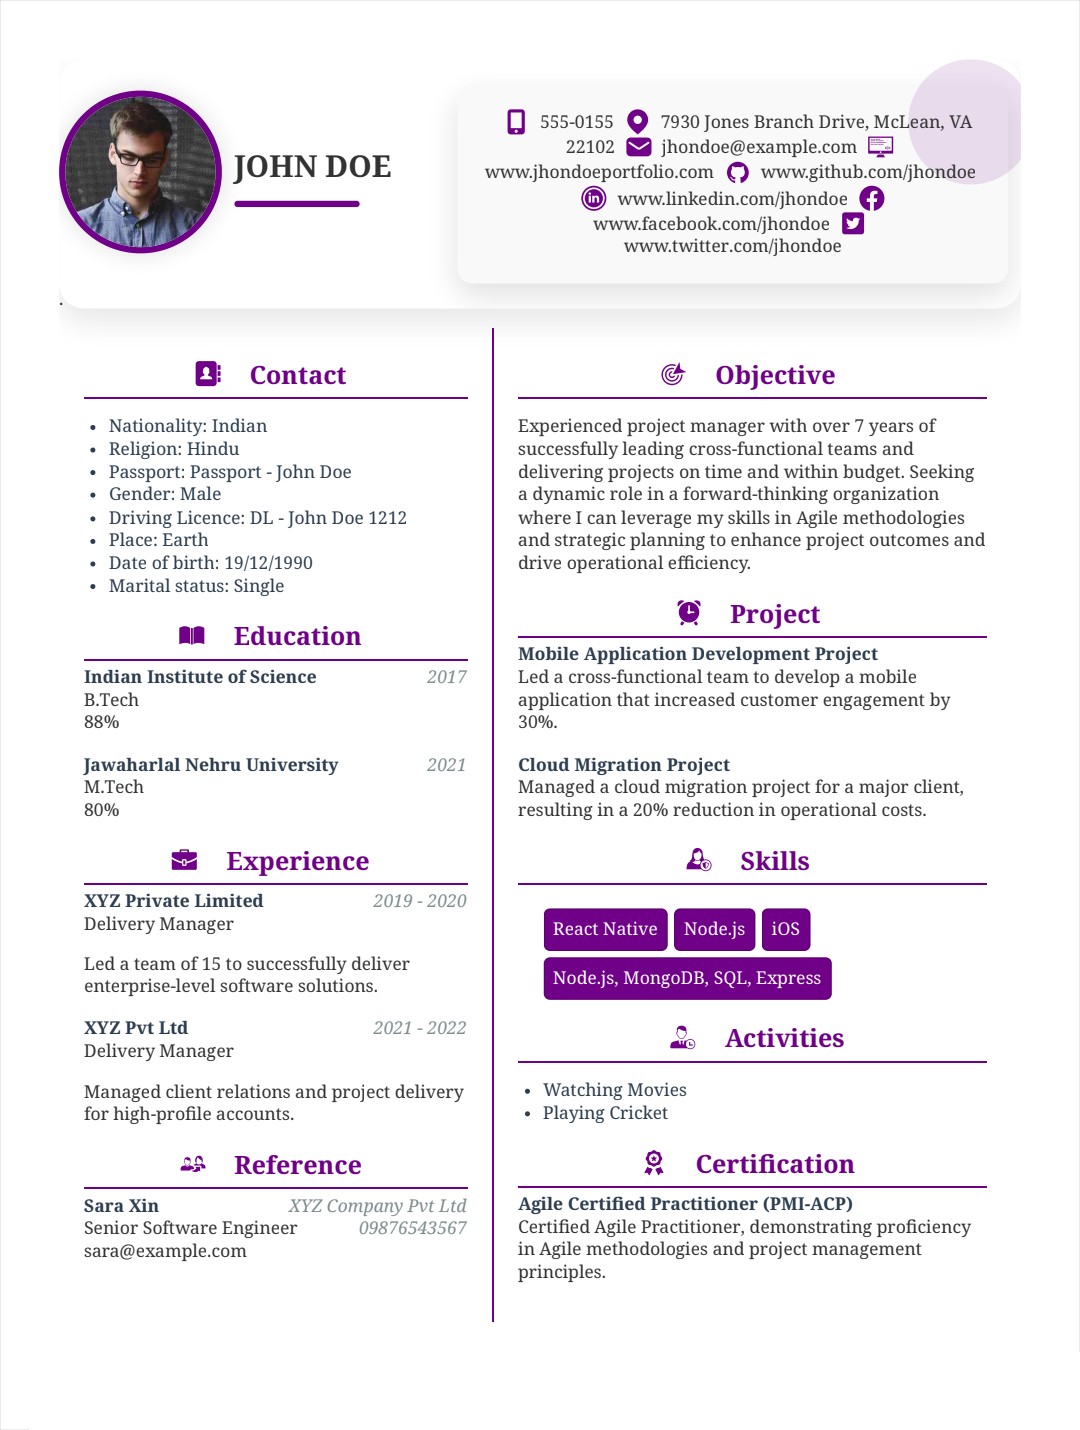 JOHN DOE
555-0155 7930 Jones Branch Drive, McLean, VA
22102 jhondoe@example.com
www.jhondoeportfolio.com www.github.com/jhondoe
www.linkedin.com/jhondoe
www.facebook.com/jhondoe
www.twitter.com/jhondoe
.
Contact
• Nationality: Indian
• Religion: Hindu
• Passport: Passport - John Doe
• Gender: Male
• Driving Licence: DL - John Doe 1212
• Place: Earth
• Date of birth: 19/12/1990
• Marital status: Single
Education
Indian Institute of Science 2017
B.Tech
88%
Jawaharlal Nehru University 2021
M.Tech
80%
Experience
XYZ Private Limited 2019 - 2020
Delivery Manager
Led a team of 15 to successfully deliver
enterprise-level software solutions.
XYZ Pvt Ltd 2021 - 2022
Delivery Manager
Managed client relations and project delivery
for high-profile accounts.
Reference
Sara Xin XYZ Company Pvt Ltd
Senior Software Engineer 09876543567
sara@example.com
Objective
Experienced project manager with over 7 years of
successfully leading cross-functional teams and
delivering projects on time and within budget. Seeking
a dynamic role in a forward-thinking organization
where I can leverage my skills in Agile methodologies
and strategic planning to enhance project outcomes and
drive operational efficiency.
Project
Mobile Application Development Project
Led a cross-functional team to develop a mobile
application that increased customer engagement by
30%.
Cloud Migration Project
Managed a cloud migration project for a major client,
resulting in a 20% reduction in operational costs.
Skills
React Native Node.js iOS
Node.js, MongoDB, SQL, Express
Activities
• Watching Movies
• Playing Cricket
Certification
Agile Certified Practitioner (PMI-ACP)
Certified Agile Practitioner, demonstrating proficiency
in Agile methodologies and project management
principles.